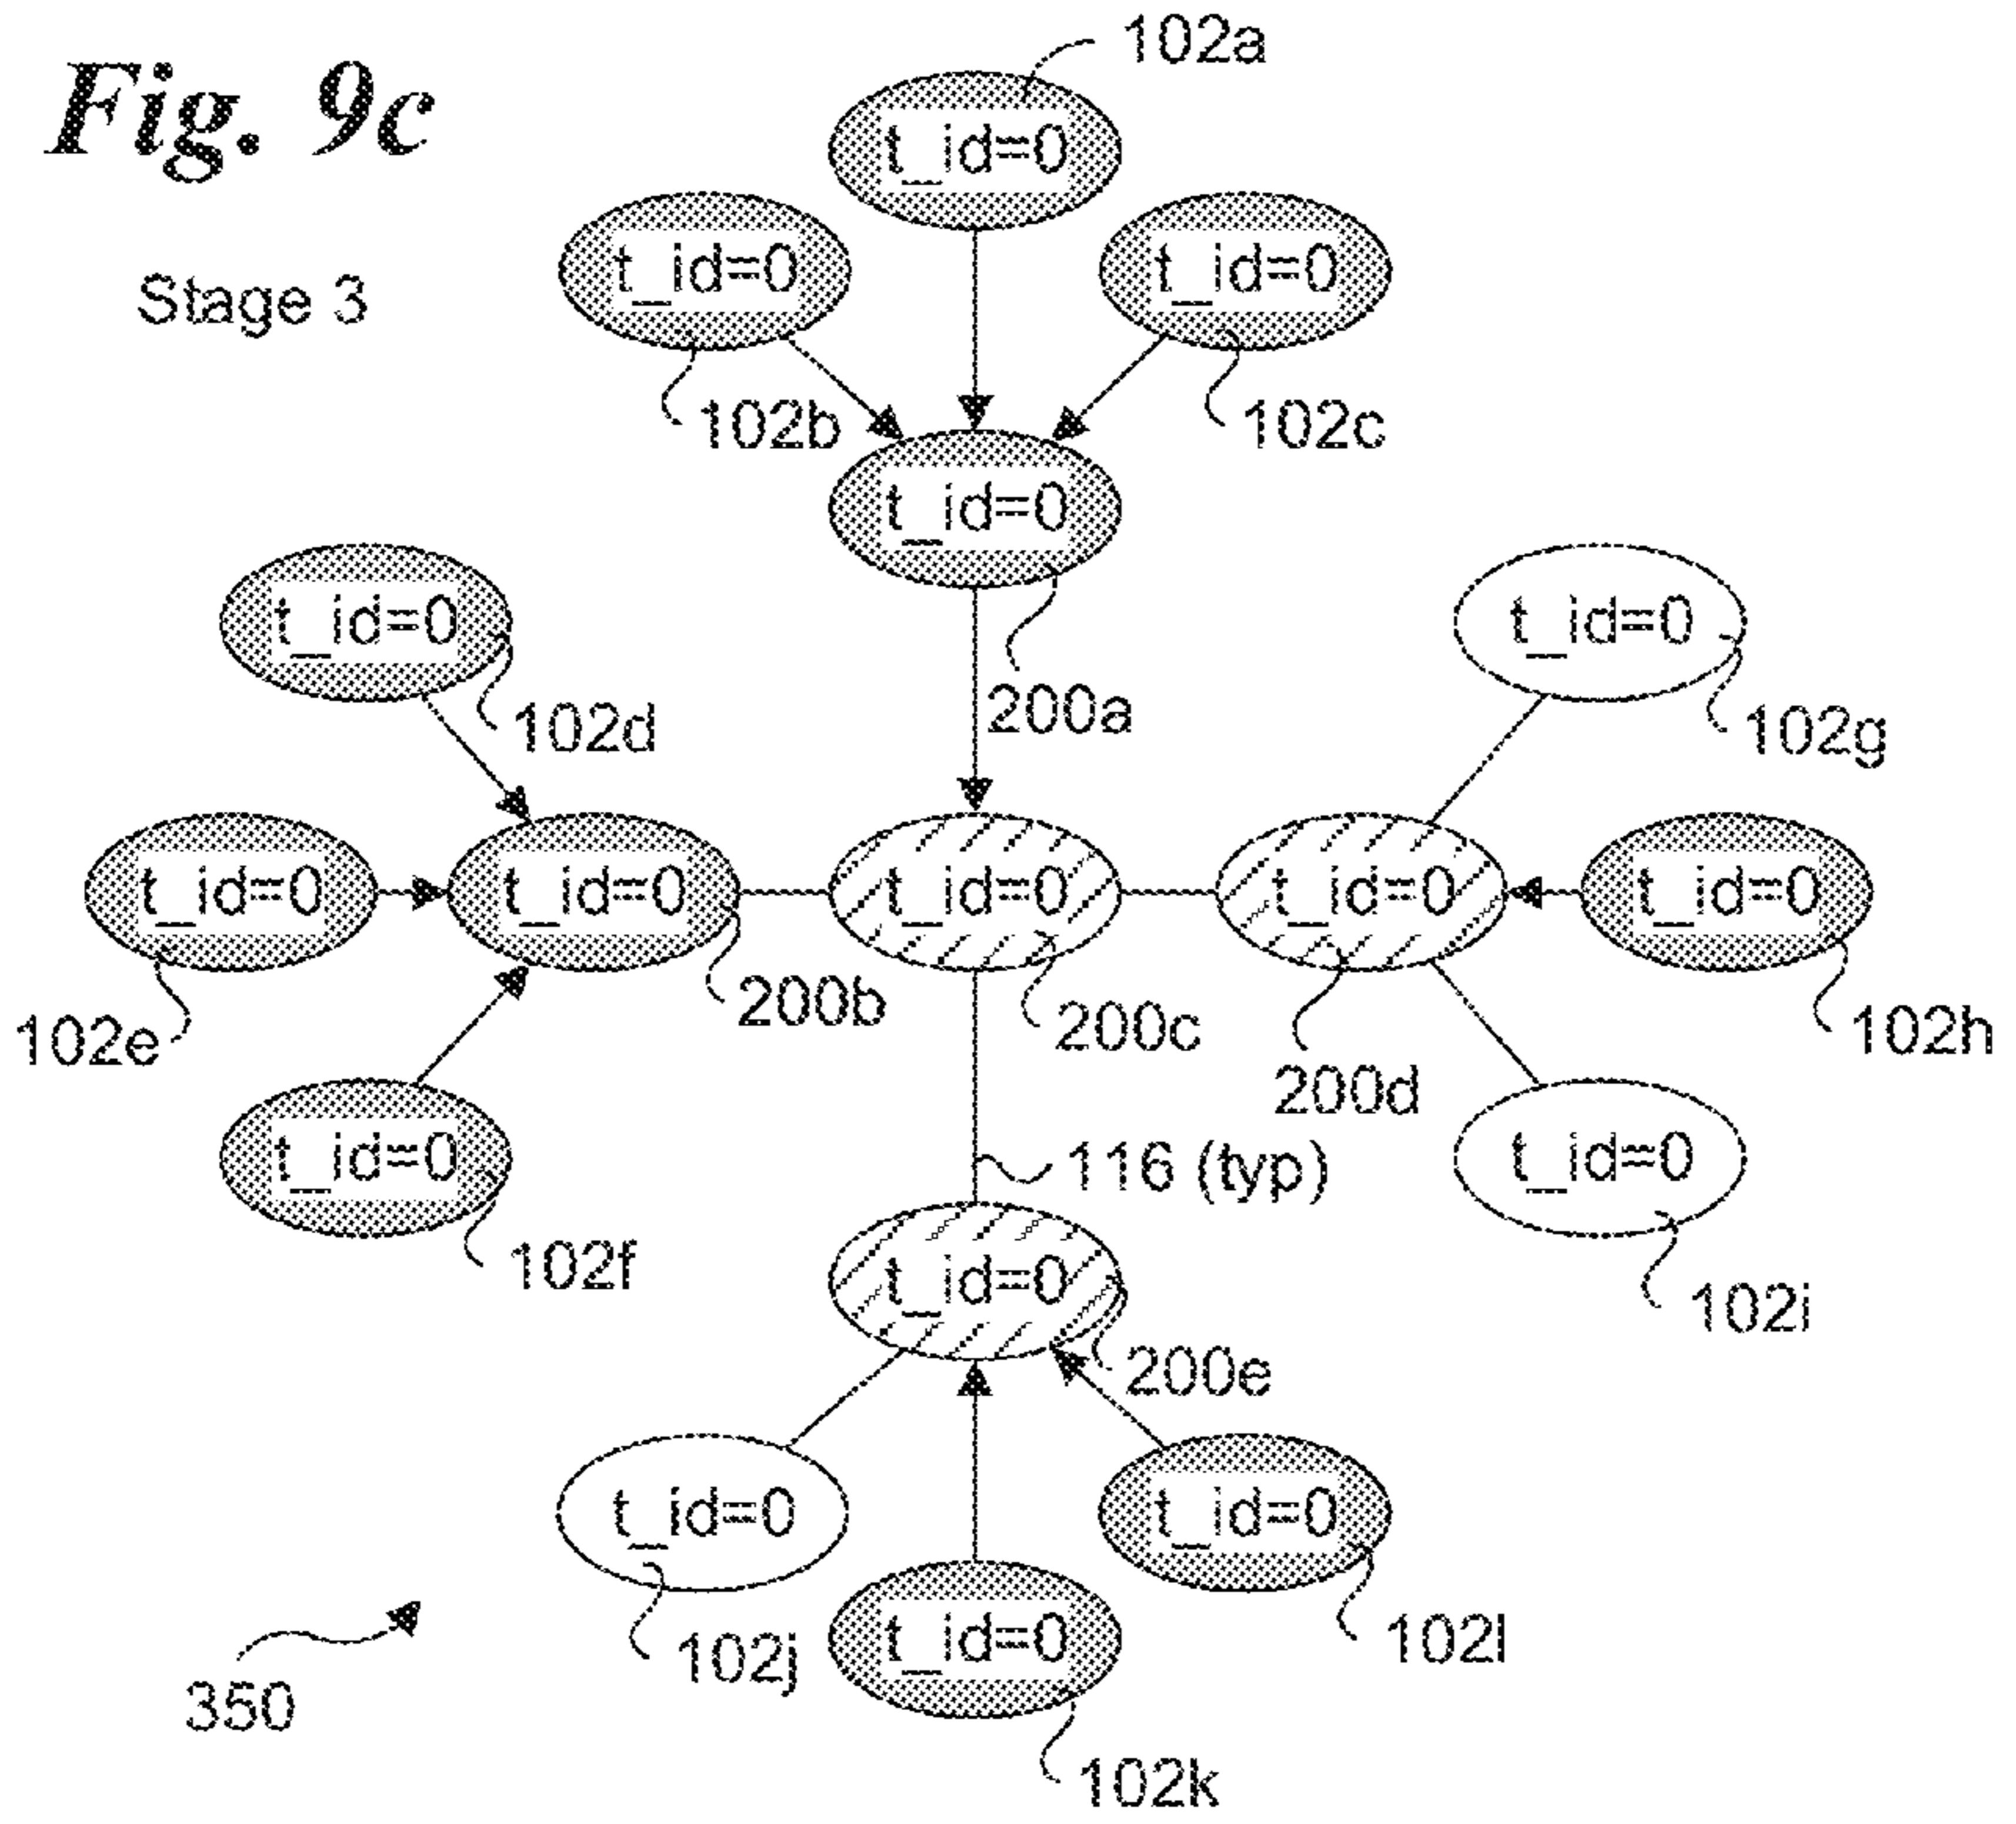 Fig. 9c
102a
t_id=0
t_id=0
t_id=0
Stage 3
102b
102c
t_id=0
t_id=0
t_id=0
102d
200a
102g
t_id=0
t_id=0
t_id=0
t_id=0
t_id=0
102e
200b
200c
200d
102h
t_id=0
116 (typ)
t_id=0
102f
t_id=0
102i
200e
t_id=0
t_id=0
102j
t_id=0
102l
350
102k